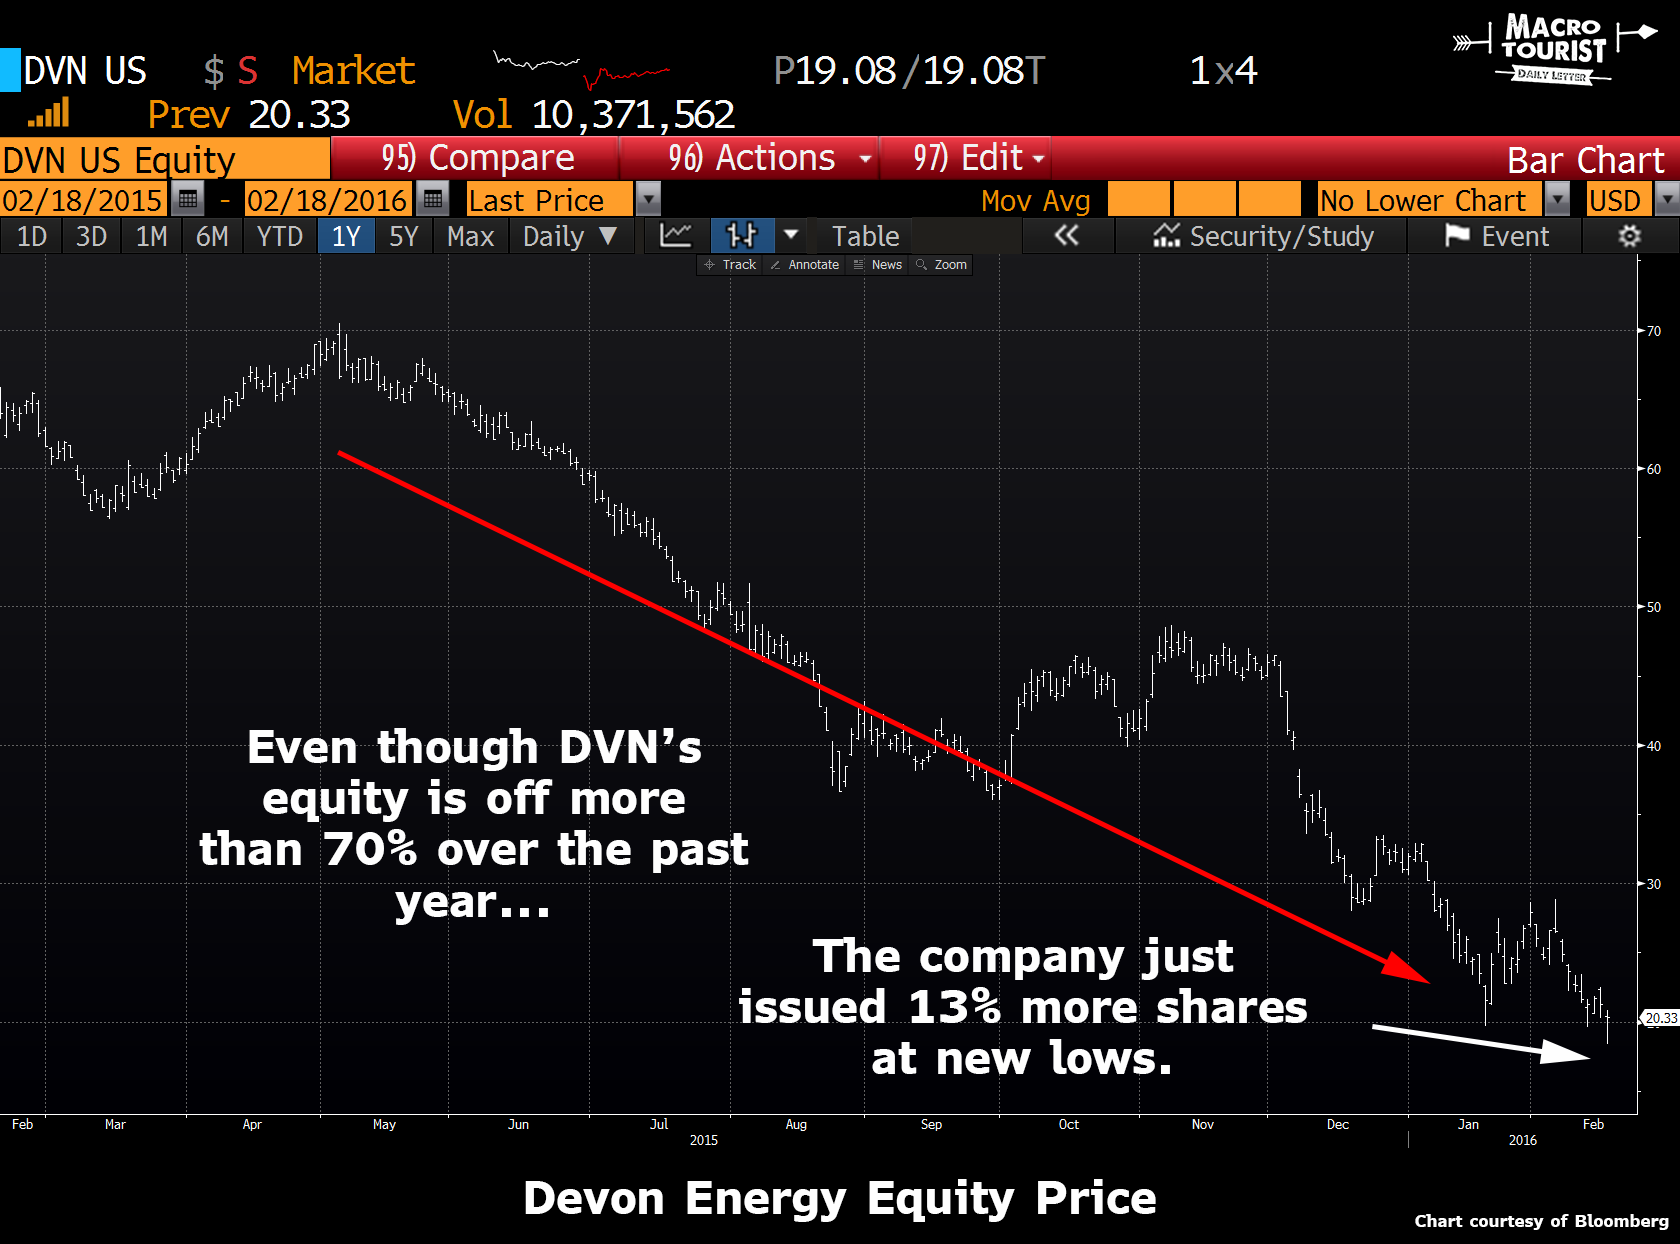 MACRO
TOURIST
DAILY LETTER
DVN US $ S Market P19.08/19.08T 1x4
Prev 20.33 Vol 10,371,562
DVN US Equity 95) Compare 96) Actions 97) Edit Bar Chart
02/18/2015 - 02/18/2016 Last Price Mov Avg No Lower Chart USD
1D 3D 1M 6M YTD 1Y 5Y Max Daily ▼ Table « Security/Study Event
Track Annotate News Zoom
70
60
50
40
30
20.33
Even though DVN’s
equity is off more
than 70% over the past
year...
The company just
issued 13% more shares
at new lows.
Feb Mar Apr May Jun Jul Aug Sep Oct Nov Dec Jan Feb
2015 2016
Devon Energy Equity Price
Chart courtesy of Bloomberg